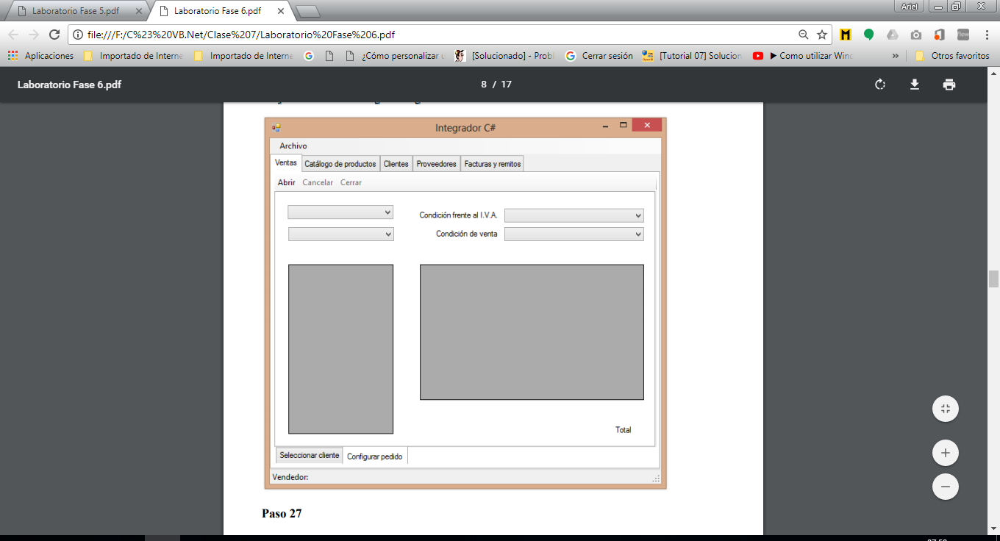 Laboratorio Fase 5.pdf
Laboratorio Fase 6.pdf
Ariel
file:///F:/C%23%20VB.Net/Clase%207/Laboratorio%20Fase%206.pdf
Aplicaciones
Importado de Interne
Importado de Interne
¿Cómo personalizar u
[Solucionado] - Probl
Cerrar sesión
[Tutorial 07] Solucion
► Como utilizar Winc
»
Otros favoritos
Laboratorio Fase 6.pdf
8 / 17
Integrador C#
Archivo
Ventas Catálogo de productos Clientes Proveedores Facturas y remitos
Abrir Cancelar Cerrar
Condición frente al I.V.A.
Condición de venta
Total
Seleccionar cliente Configurar pedido
Vendedor:
Paso 27